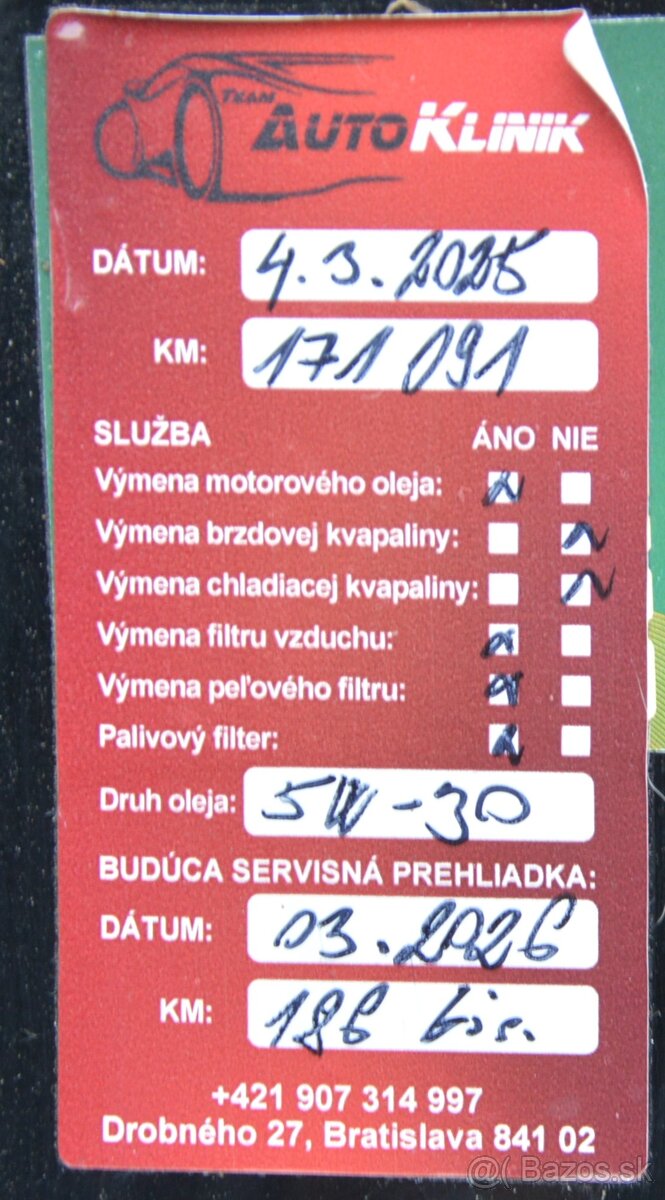 TEAM
AUTOKLINIK
DÁTUM: 4.3.2025
KM: 171 091
SLUŽBA ÁNO NIE
Výmena motorového oleja:
Výmena brzdovej kvapaliny:
Výmena chladiacej kvapaliny:
Výmena filtru vzduchu:
Výmena peľového filtru:
Palivový filter:
Druh oleja: 5W-30
BUDÚCA SERVISNÁ PREHLIADKA:
DÁTUM: 03.2026
KM: 186 tis.
+421 907 314 997
Drobného 27, Bratislava 841 02
@( Bazos.sk